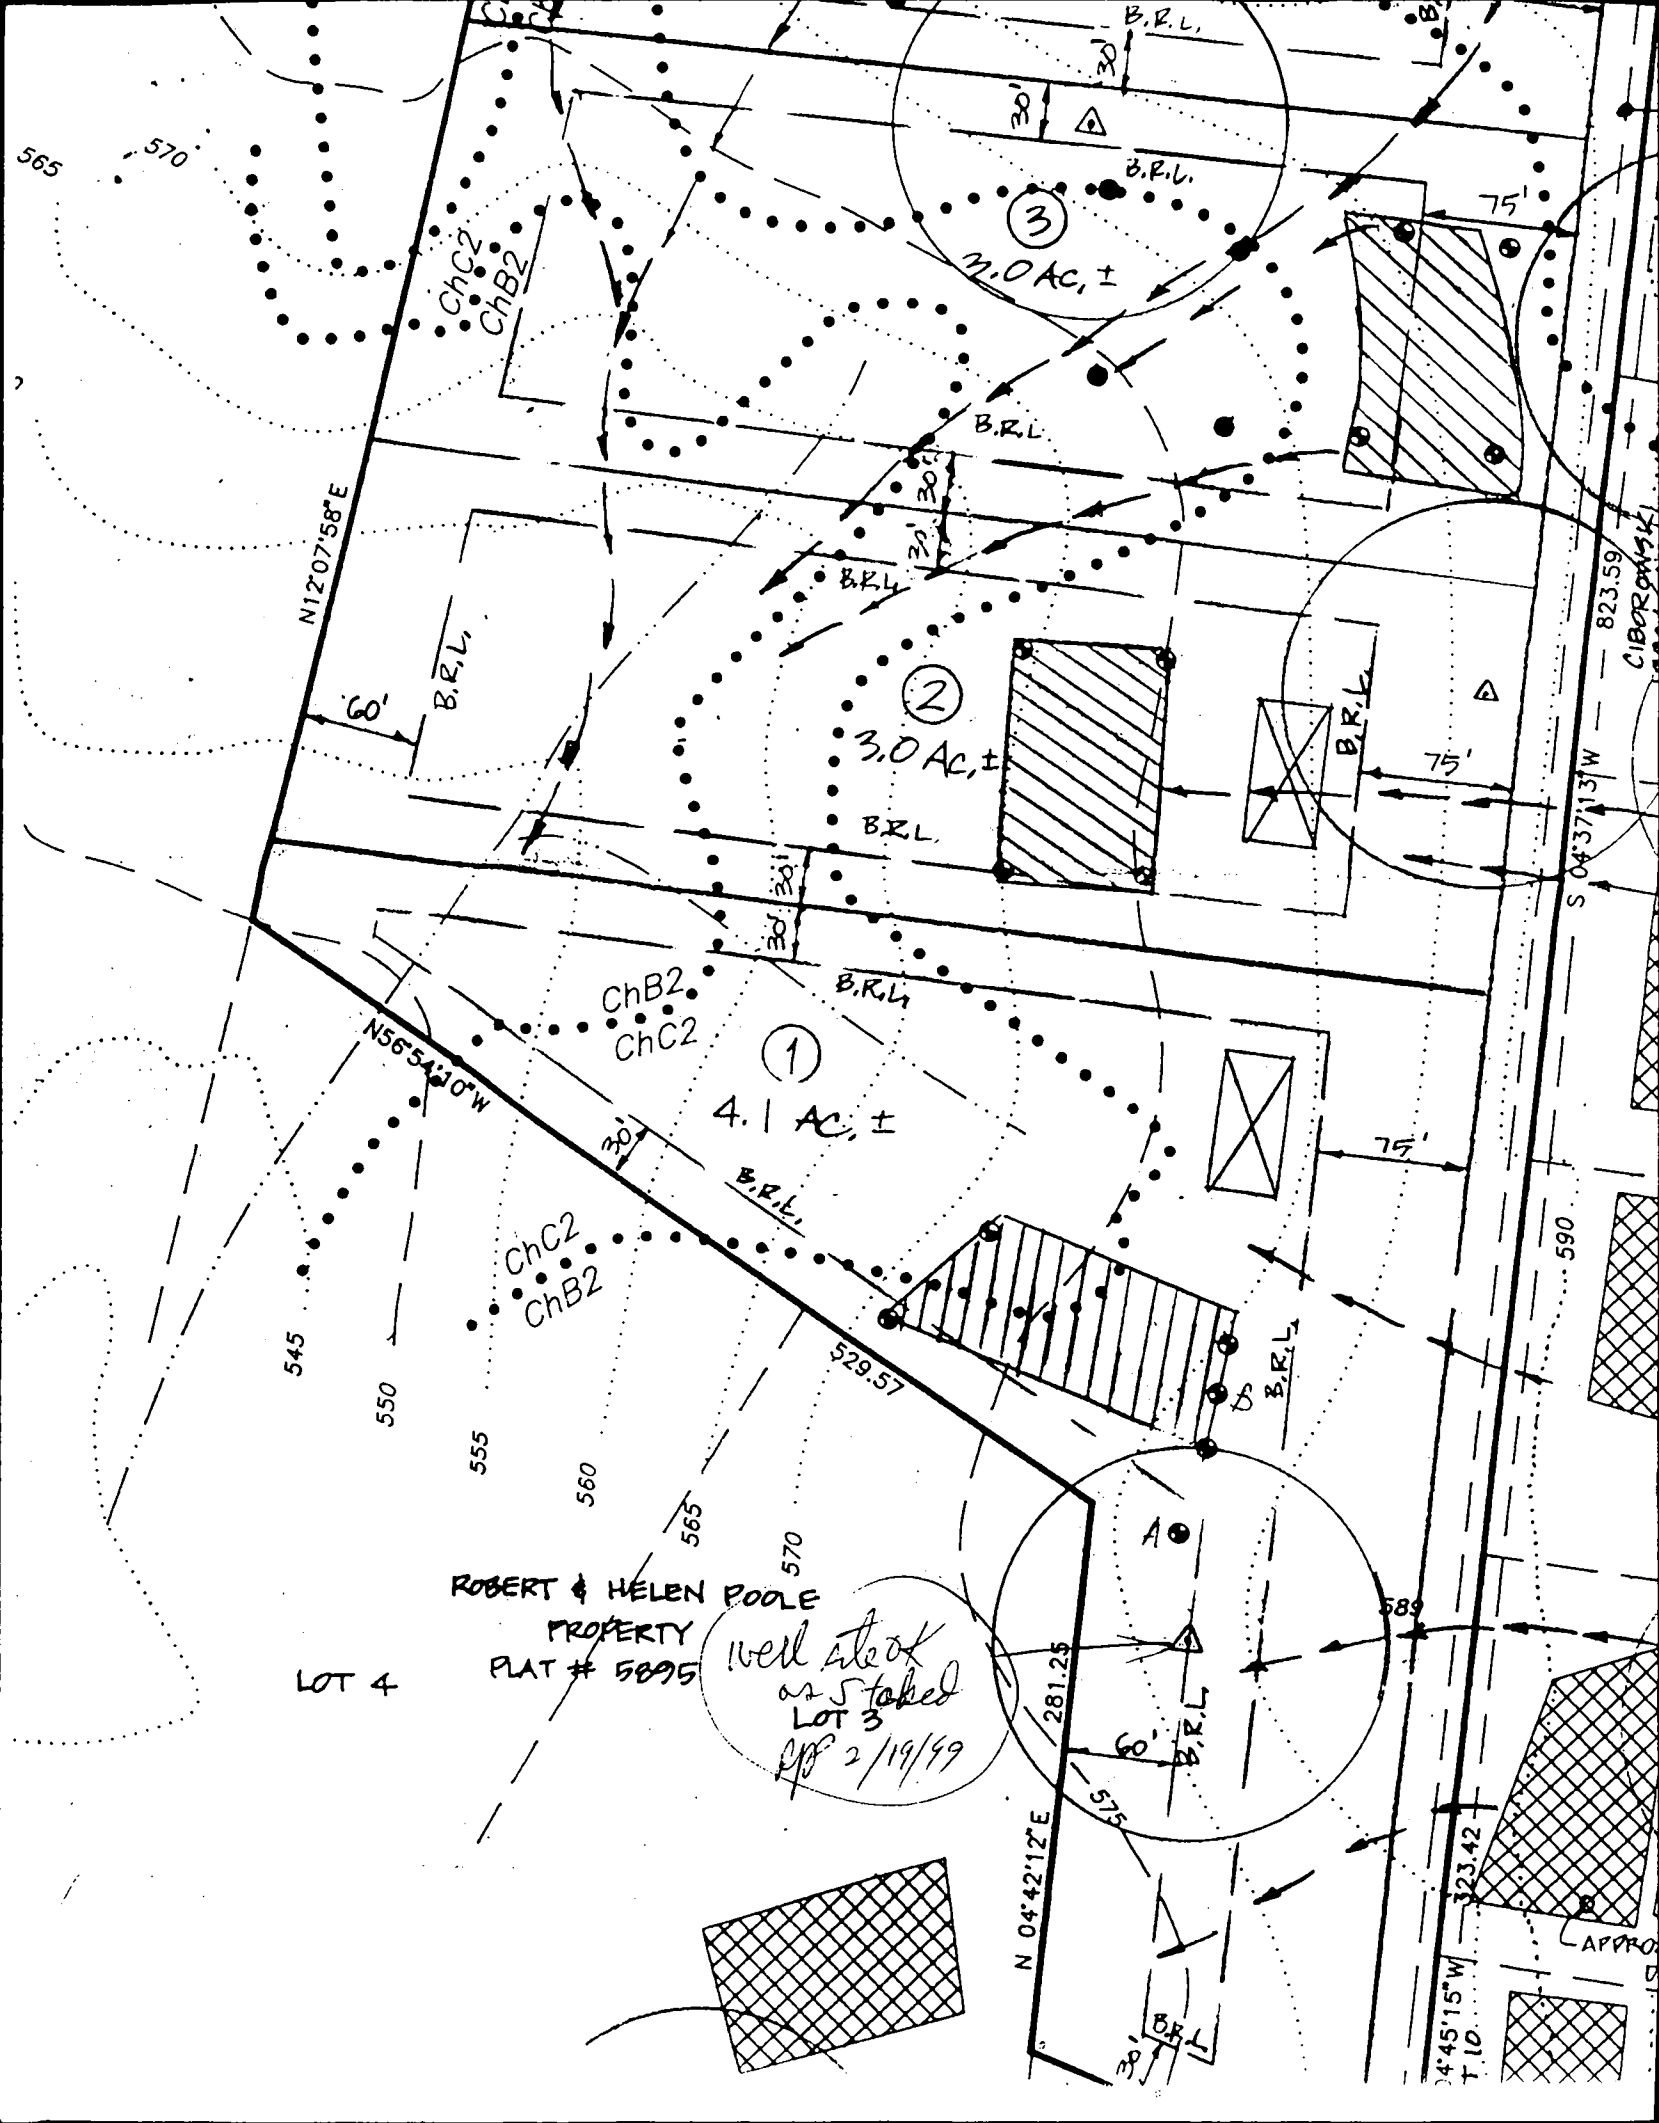 B.R.L.
30'
30'
B.R.L.
75'
565
570
3
3.0 AC. ±
ChC2
ChB2
B.R.L.
30'
30'
B.R.L.
N12°07'58"E
823.59
CIBOROWSKI
B.R.L.
60'
2
3.0 AC. ±
B.R.L.
75'
S 04°37'13"W
B.R.L.
30'
30'
B.R.L.
ChB2
ChC2
N56°54'10"W
1
4.1 AC. ±
30'
B.R.L.
75'
590
ChC2
ChB2
545
550
555
560
565
570
529.57
B.R.L.
B
A
589
ROBERT & HELEN POOLE
PROPERTY
PLAT # 5895
LOT 4
well site OK
as staked
LOT 3
2/19/99
281.25
60'
B.R.L.
575
N 04°42'12"E
323.42
APPRO
4°45'15"W
T 10
B.R.L.
30'